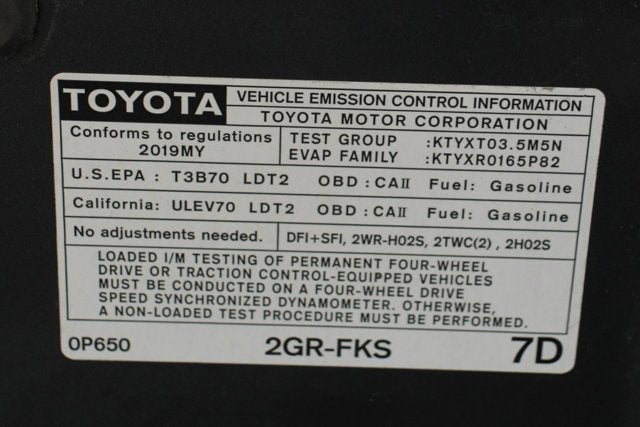 TOYOTA
VEHICLE EMISSION CONTROL INFORMATION
TOYOTA MOTOR CORPORATION
Conforms to regulations
2019MY
TEST GROUP :KTYXT03.5M5N
EVAP FAMILY :KTYXR0165P82
U.S.EPA : T3B70 LDT2 OBD : CAII Fuel: Gasoline
California: ULEV70 LDT2 OBD : CAII Fuel: Gasoline
No adjustments needed.
DFI+SFI, 2WR-HO2S, 2TWC(2) , 2HO2S
LOADED I/M TESTING OF PERMANENT FOUR-WHEEL
DRIVE OR TRACTION CONTROL-EQUIPPED VEHICLES
MUST BE CONDUCTED ON A FOUR-WHEEL DRIVE
SPEED SYNCHRONIZED DYNAMOMETER. OTHERWISE,
A NON-LOADED TEST PROCEDURE MUST BE PERFORMED.
0P650 2GR-FKS 7D